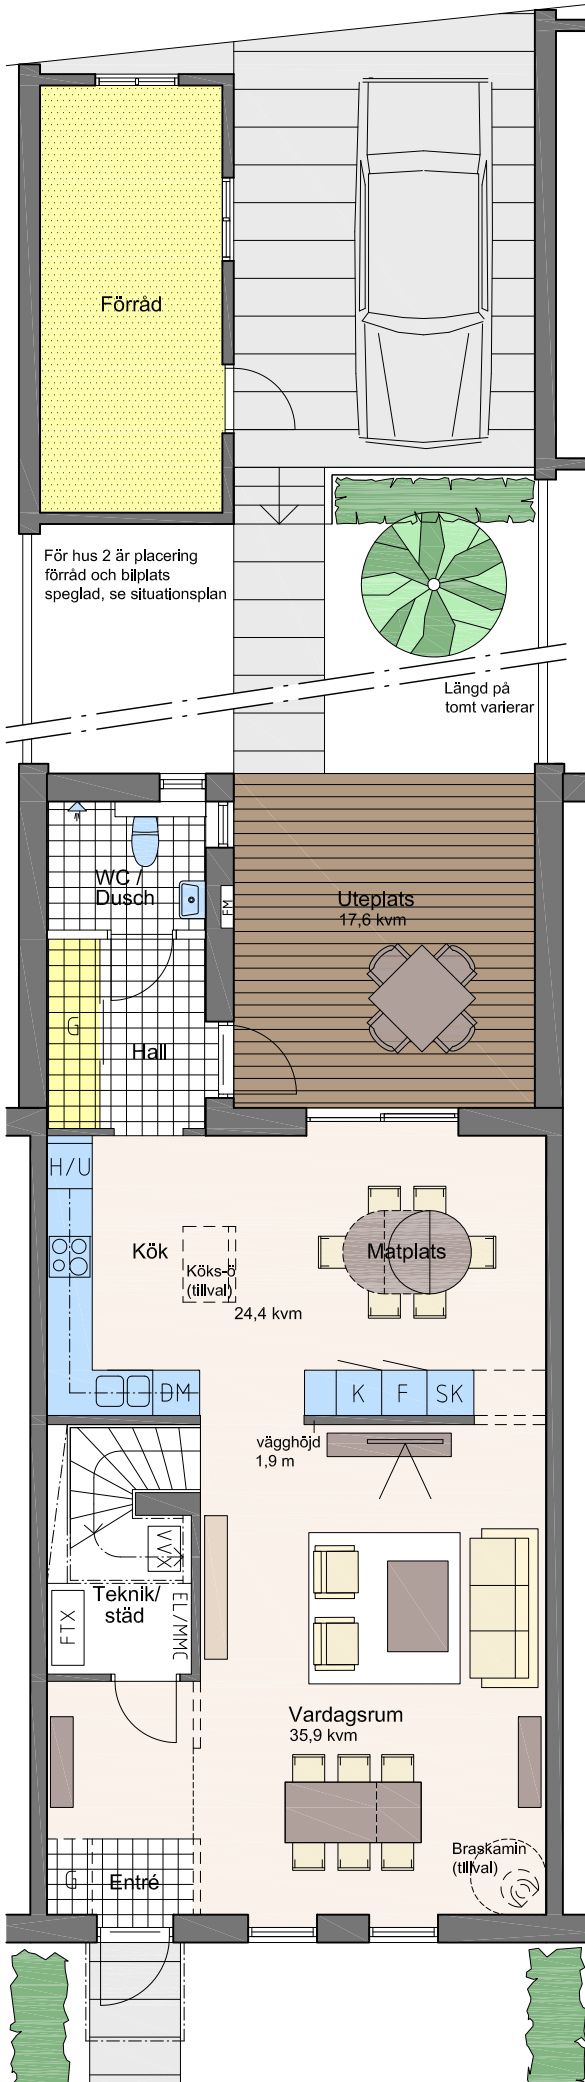 Förråd
För hus 2 är placering
förråd och bilplats
speglad, se situationsplan
Längd på
tomt varierar
WC /
Dusch
FM
Uteplats
17,6 kvm
G
Hall
H/U
Kök
Köks-ö
(tillval)
Matplats
24,4 kvm
DM
K F SK
vägghöjd
1,9 m
VVX
Teknik/
städ
FTX
EL/MMC
Vardagsrum
35,9 kvm
Braskamin
(tillval)
G
Entré